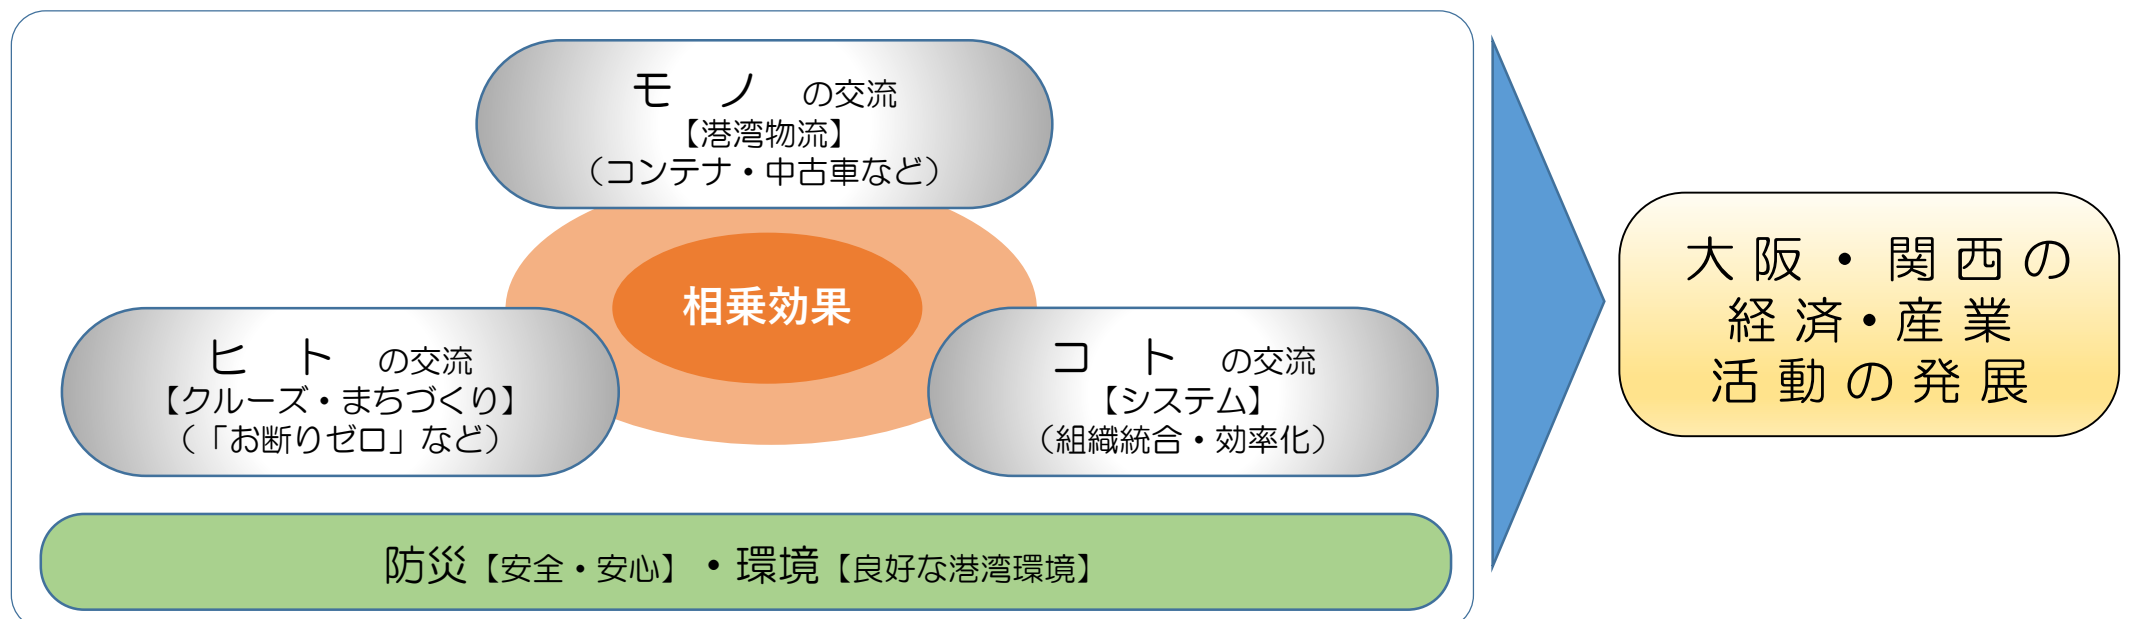 モ ノ の交流
【港湾物流】
（コンテナ・中古車など）
相乗効果
ヒ ト の交流
【クルーズ・まちづくり】
（「お断りゼロ」など）
コ ト の交流
【システム】
（組織統合・効率化）
防災【安全・安心】・環境【良好な港湾環境】
大阪・関西の
経済・産業
活動の発展